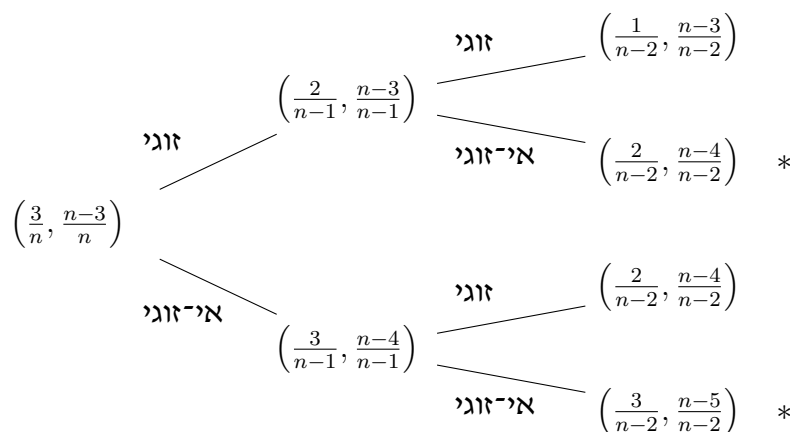 זוגי
(1/(n−2), (n−3)/(n−2))
(2/(n−1), (n−3)/(n−1))
זוגי
אי־זוגי
(2/(n−2), (n−4)/(n−2)) *
(3/n, (n−3)/n)
זוגי
(2/(n−2), (n−4)/(n−2))
אי־זוגי
(3/(n−1), (n−4)/(n−1))
אי־זוגי
(3/(n−2), (n−5)/(n−2)) *